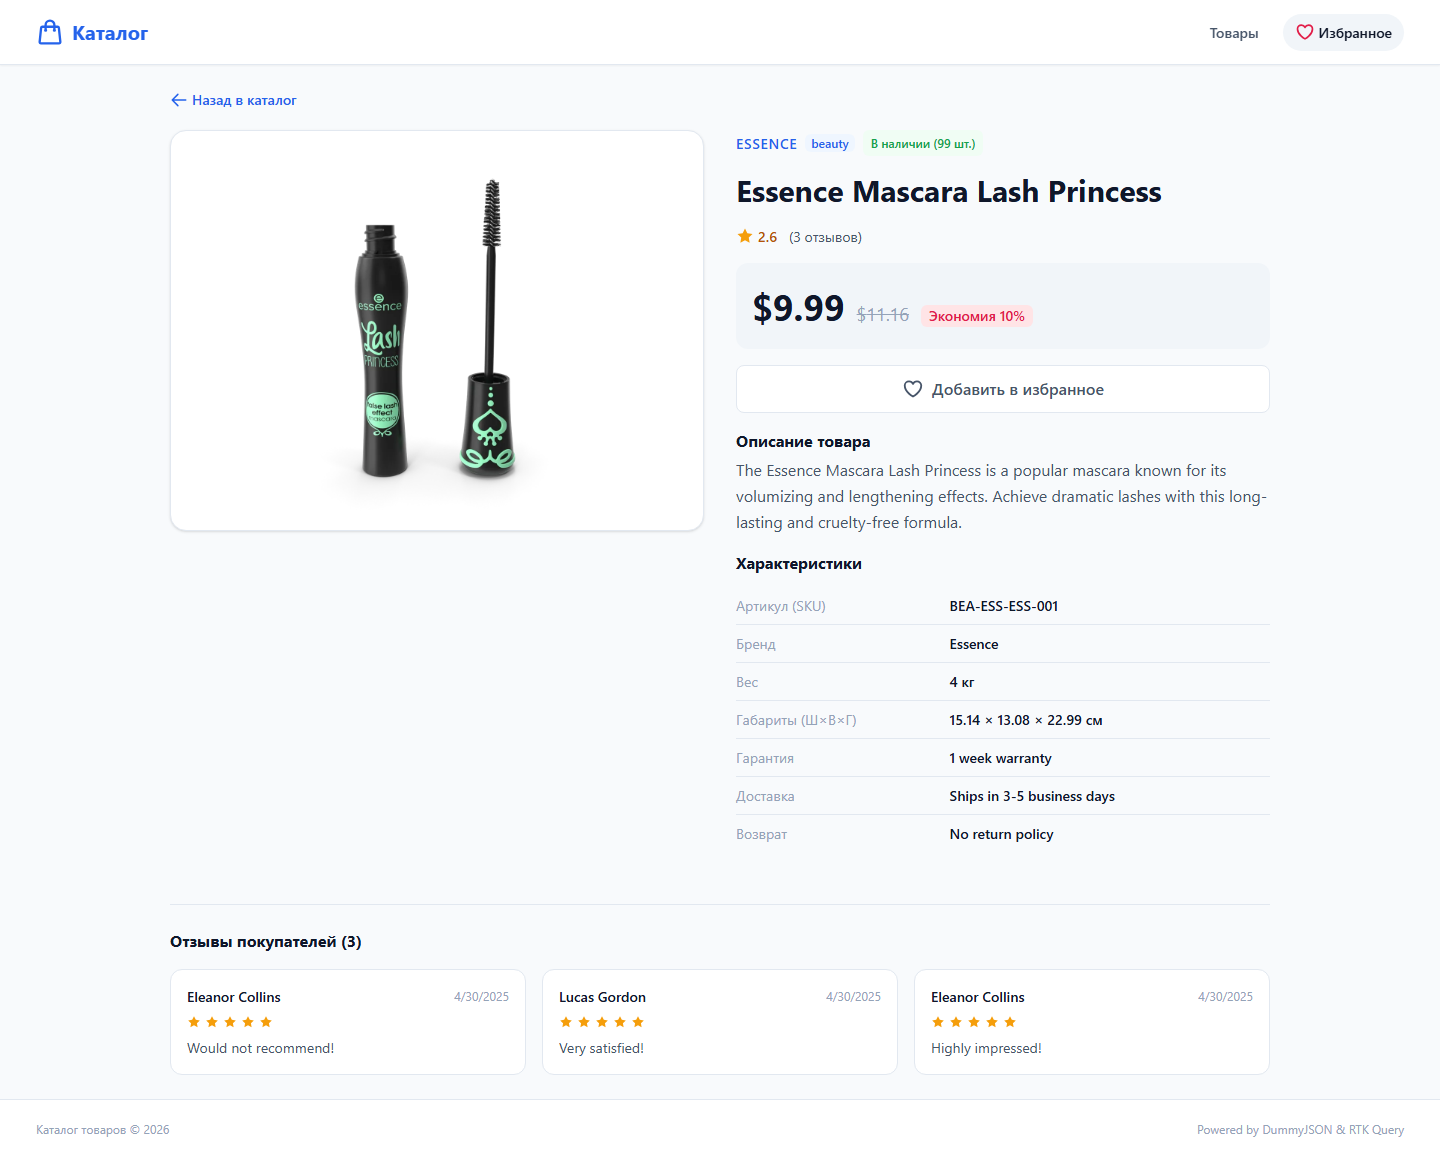 Каталог
Товары
Избранное
Назад в каталог
ESSENCE beauty В наличии (99 шт.)
essence
Lash
PRINCESS
false lash
effect
mascara
Essence Mascara Lash Princess
2.6 (3 отзывов)
$9.99 $11.16 Экономия 10%
Добавить в избранное
Описание товара
The Essence Mascara Lash Princess is a popular mascara known for its
volumizing and lengthening effects. Achieve dramatic lashes with this long-
lasting and cruelty-free formula.
Характеристики
Артикул (SKU) BEA-ESS-ESS-001
Бренд Essence
Вес 4 кг
Габариты (Ш×В×Г) 15.14 × 13.08 × 22.99 см
Гарантия 1 week warranty
Доставка Ships in 3-5 business days
Возврат No return policy
Отзывы покупателей (3)
Eleanor Collins 4/30/2025
Would not recommend!
Lucas Gordon 4/30/2025
Very satisfied!
Eleanor Collins 4/30/2025
Highly impressed!
Каталог товаров © 2026
Powered by DummyJSON & RTK Query